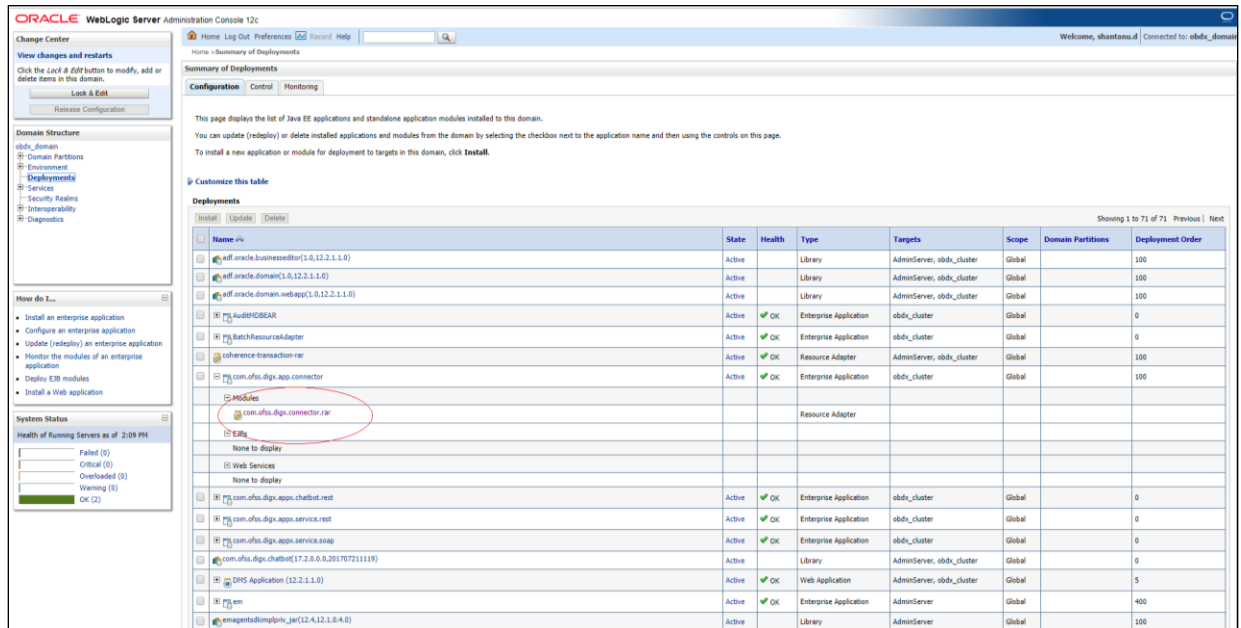 ORACLE WebLogic Server Administration Console 12c
Change Center
View changes and restarts
Click the Lock & Edit button to modify, add or
delete items in this domain.
Lock & Edit
Release Configuration
Domain Structure
obdx_domain
Domain Partitions
Environment
Deployments
Services
Security Realms
Interoperability
Diagnostics
How do I...
Install an enterprise application
Configure an enterprise application
Update (redeploy) an enterprise application
Monitor the modules of an enterprise
application
Deploy EJB modules
Install a Web application
System Status
Health of Running Servers as of 2:09 PM
Failed (0)
Critical (0)
Overloaded (0)
Warning (0)
OK (2)
Home Log Out Preferences Record Help
Welcome, shantanu.d Connected to: obdx_domain
Home >Summary of Deployments
Summary of Deployments
Configuration Control Monitoring
This page displays the list of Java EE applications and standalone application modules installed to this domain.
You can update (redeploy) or delete installed applications and modules from the domain by selecting the checkbox next to the application name and then using the controls on this page.
To install a new application or module for deployment to targets in this domain, click Install.
Customize this table
Deployments
Install Update Delete
Showing 1 to 71 of 71 Previous | Next
Name State Health Type Targets Scope Domain Partitions Deployment Order
adf.oracle.businesseditor(1.0,12.2.1.1.0) Active Library AdminServer, obdx_cluster Global 100
adf.oracle.domain(1.0,12.2.1.1.0) Active Library AdminServer, obdx_cluster Global 100
adf.oracle.domain.webapp(1.0,12.2.1.1.0) Active Library AdminServer, obdx_cluster Global 100
AuditMDBEAR Active OK Enterprise Application obdx_cluster Global 0
BatchResourceAdapter Active OK Enterprise Application obdx_cluster Global 0
coherence-transaction-rar Active OK Resource Adapter AdminServer, obdx_cluster Global 100
com.ofss.digx.app.connector Active OK Enterprise Application obdx_cluster Global 100
Modules
com.ofss.digx.connector.rar Resource Adapter
EJBs
None to display
Web Services
None to display
com.ofss.digx.appx.chatbot.rest Active OK Enterprise Application obdx_cluster Global 0
com.ofss.digx.appx.service.rest Active OK Enterprise Application obdx_cluster Global 0
com.ofss.digx.appx.service.soap Active OK Enterprise Application obdx_cluster Global 0
com.ofss.digx.chatbot(17.2.0.0.0,201707211119) Active Library AdminServer, obdx_cluster Global 0
DMS Application (12.2.1.1.0) Active OK Web Application AdminServer, obdx_cluster Global 5
em Active OK Enterprise Application AdminServer Global 400
emagentsdkimplpriv_jar(12.4,12.1.0.4.0) Active Library AdminServer Global 100